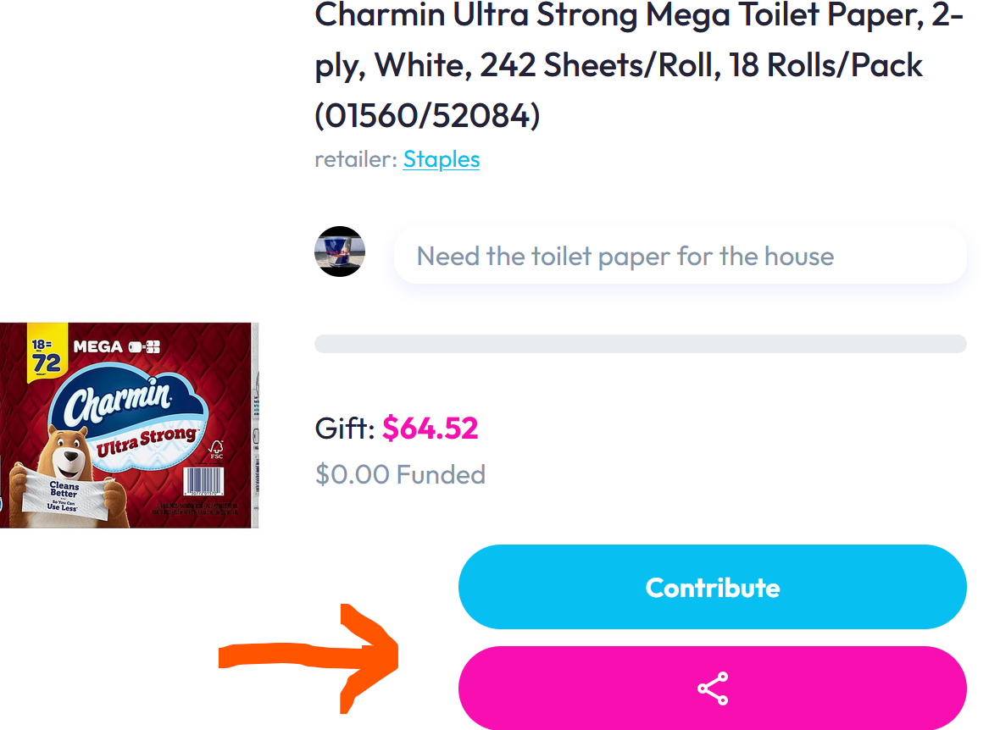 Charmin Ultra Strong Mega Toilet Paper, 2-
ply, White, 242 Sheets/Roll, 18 Rolls/Pack
(01560/52084)
retailer: Staples
Need the toilet paper for the house
18=
72
MEGA
Charmin
Ultra Strong
FSC
Cleans
Better
So You Can
Use Less
Gift: $64.52
$0.00 Funded
Contribute